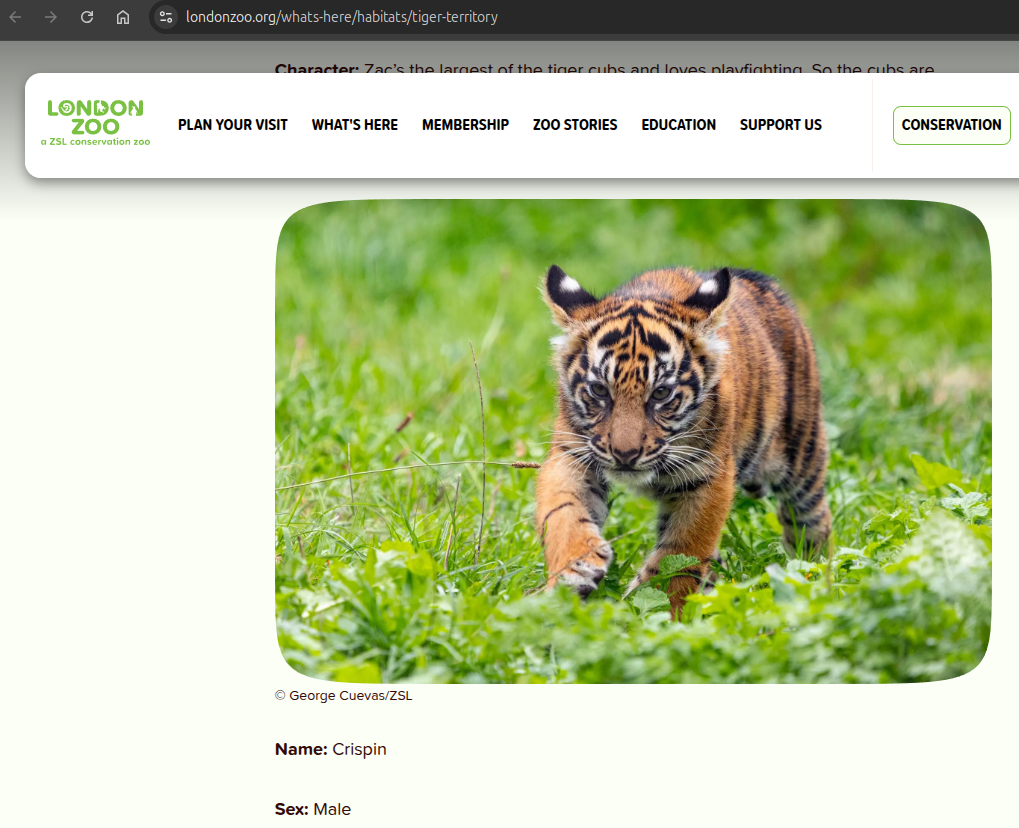 londonzoo.org/whats-here/habitats/tiger-territory
Character: Zac's the largest of the tiger cubs and loves playfighting. So the cubs are
LONDON
ZOO
a ZSL conservation zoo
PLAN YOUR VISIT
WHAT'S HERE
MEMBERSHIP
ZOO STORIES
EDUCATION
SUPPORT US
CONSERVATION
© George Cuevas/ZSL
Name: Crispin
Sex: Male